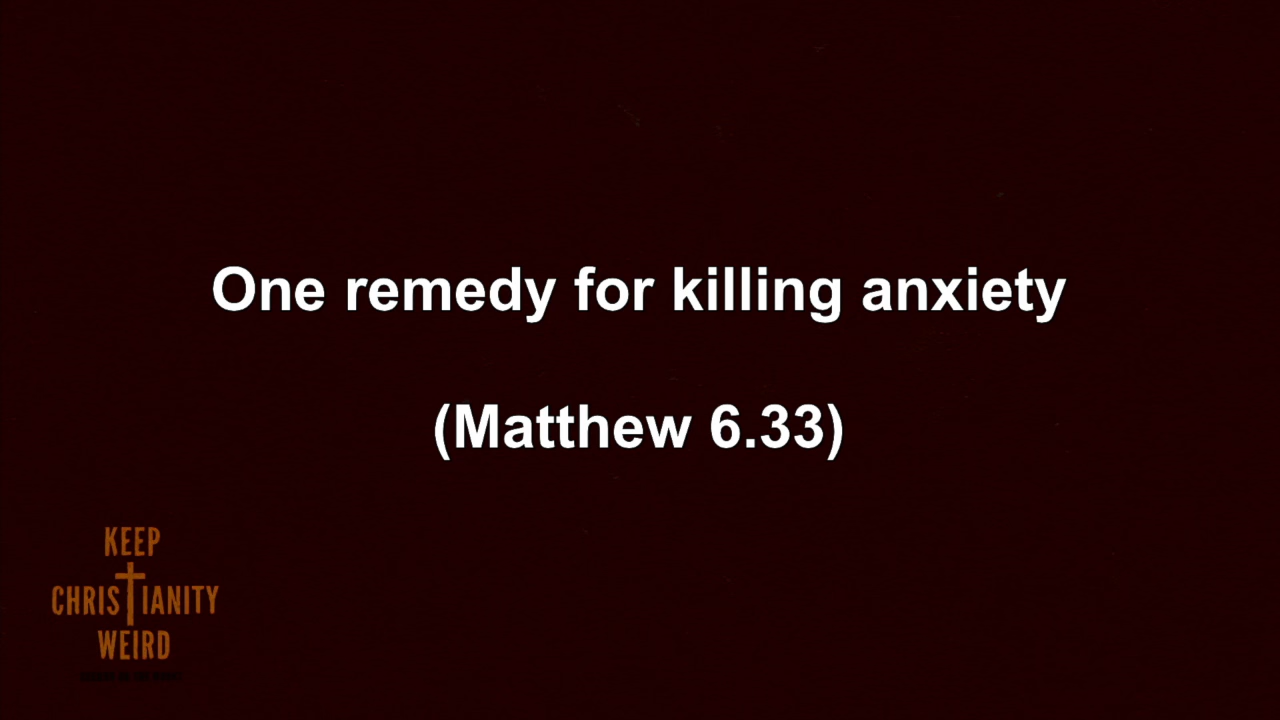 One remedy for killing anxiety
(Matthew 6.33)
KEEP
CHRISTIANITY
WEIRD